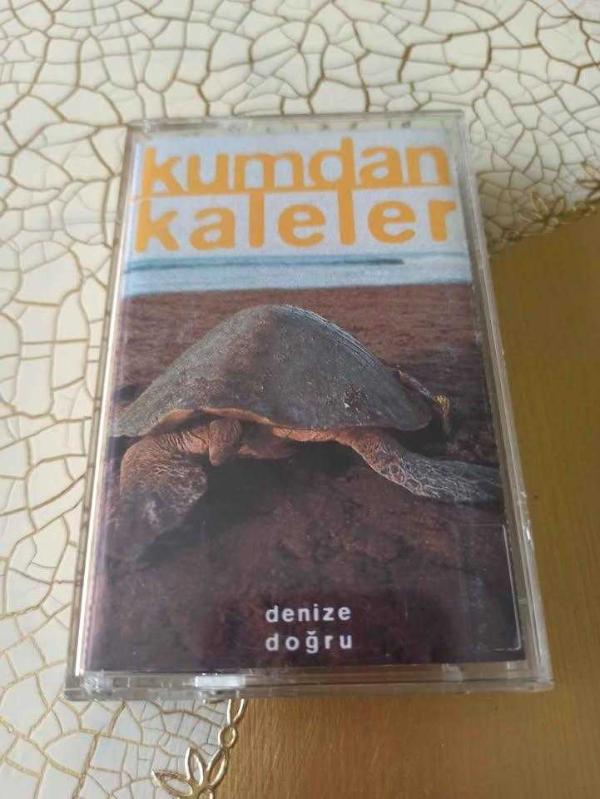 kumdan
kaleler
denize
doğru